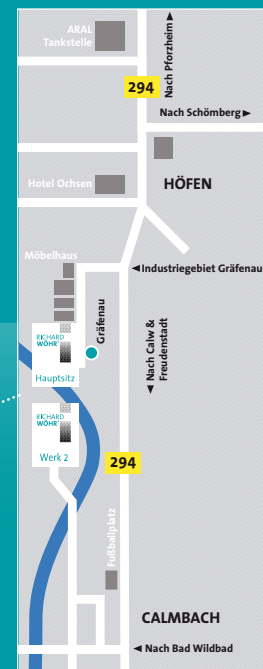 ARAL
Tankstelle
Nach Pforzheim ▶
294
Nach Schömberg ▶
HÖFEN
Hotel Ochsen
Möbelhaus
◀ Industriegebiet Gräfenau
Gräfenau
RICHARD
WÖHR
Hauptsitz
◀ Nach Calw &
Freudenstadt
RICHARD
WÖHR
Werk 2
294
Fußballplatz
CALMBACH
◀ Nach Bad Wildbad